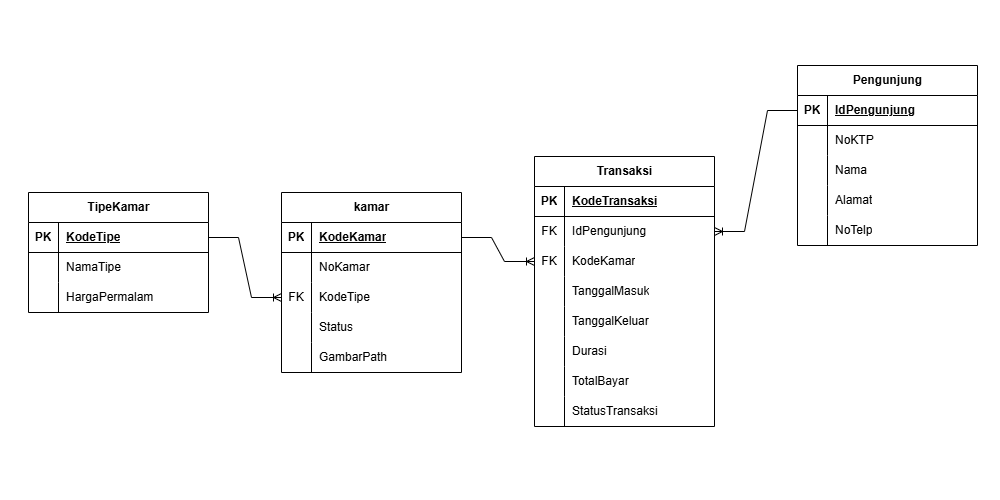 TipeKamar
PK KodeTipe
NamaTipe
HargaPermalam
kamar
PK KodeKamar
NoKamar
FK KodeTipe
Status
GambarPath
Transaksi
PK KodeTransaksi
FK IdPengunjung
FK KodeKamar
TanggalMasuk
TanggalKeluar
Durasi
TotalBayar
StatusTransaksi
Pengunjung
PK IdPengunjung
NoKTP
Nama
Alamat
NoTelp